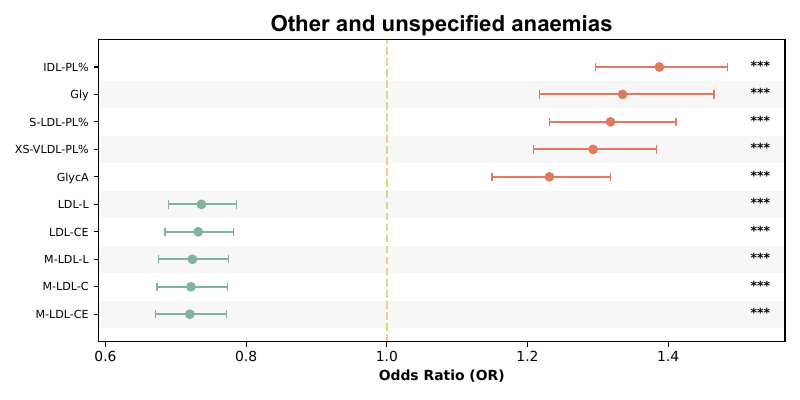 Other and unspecified anaemias
IDL-PL% ***
Gly ***
S-LDL-PL% ***
XS-VLDL-PL% ***
GlycA ***
LDL-L ***
LDL-CE ***
M-LDL-L ***
M-LDL-C ***
M-LDL-CE ***
0.6 0.8 1.0 1.2 1.4
Odds Ratio (OR)